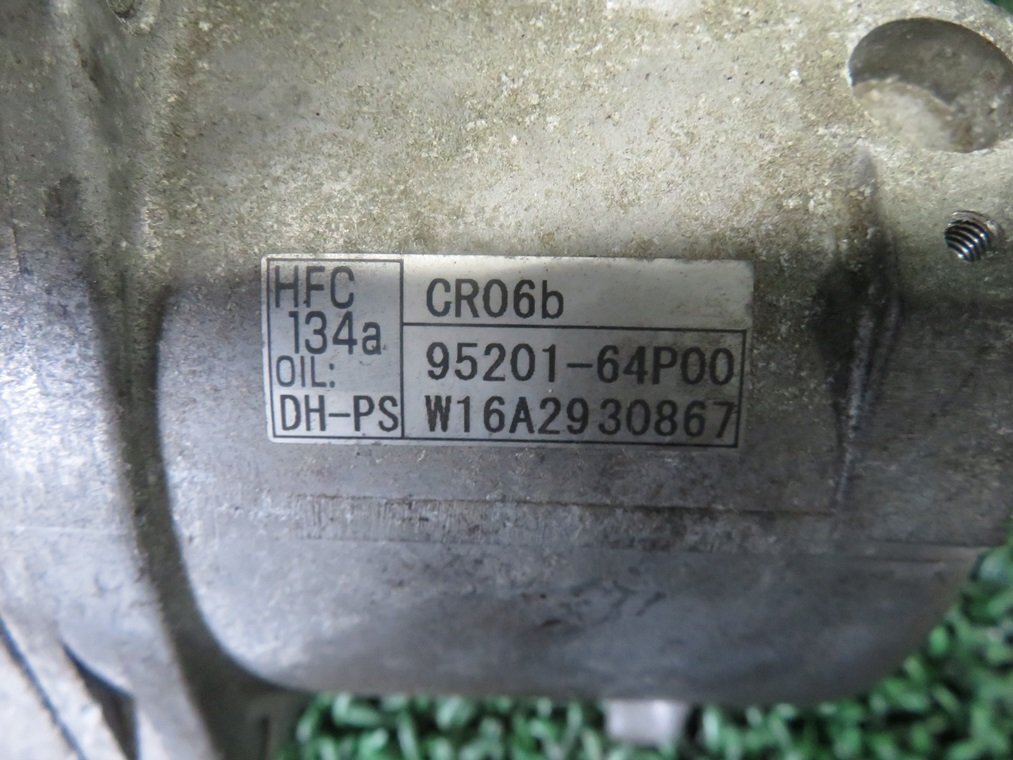 HFC
134a
OIL:
DH-PS
CR06b
95201-64P00
W16A2930867